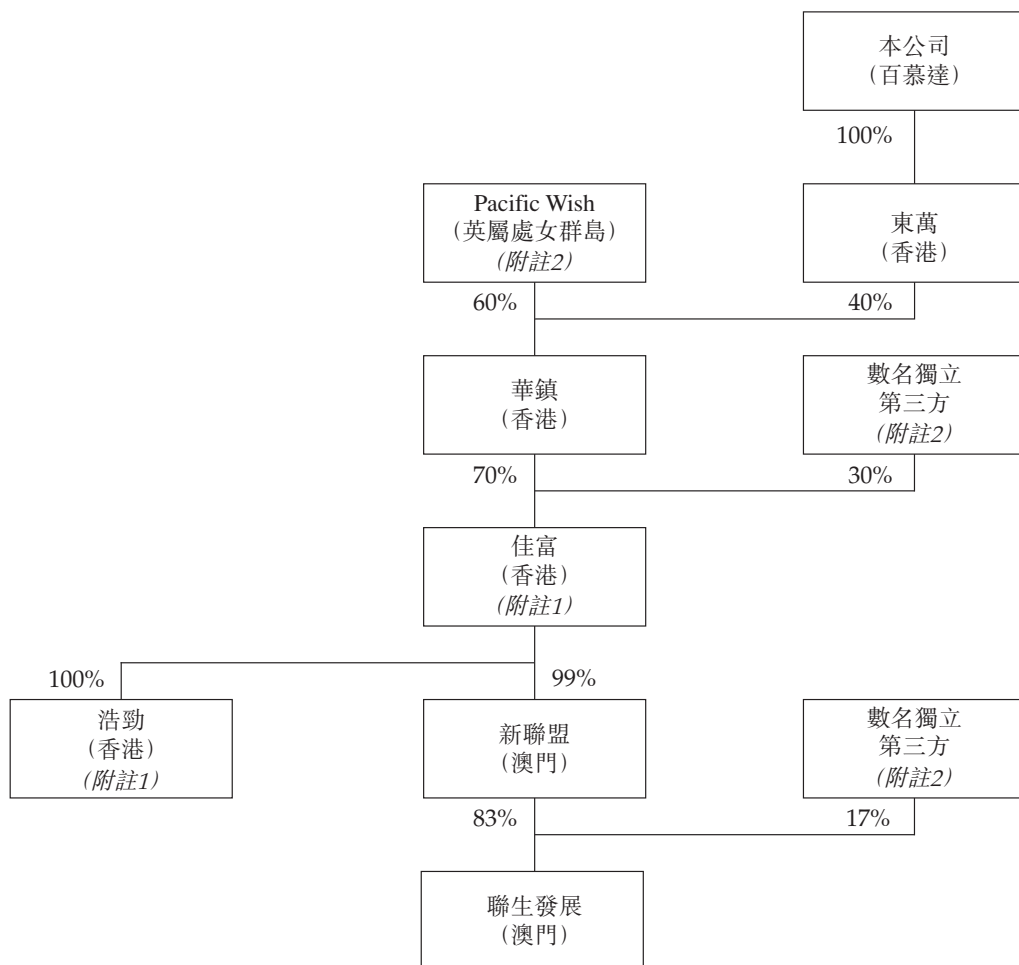 本公司
（百慕達）
100%
Pacific Wish
（英屬處女群島）
（附註2）
東萬
（香港）
60%
40%
華鎮
（香港）
數名獨立
第三方
（附註2）
70%
30%
佳富
（香港）
（附註1）
100%
99%
浩勁
（香港）
（附註1）
新聯盟
（澳門）
數名獨立
第三方
（附註2）
83%
17%
聯生發展
（澳門）